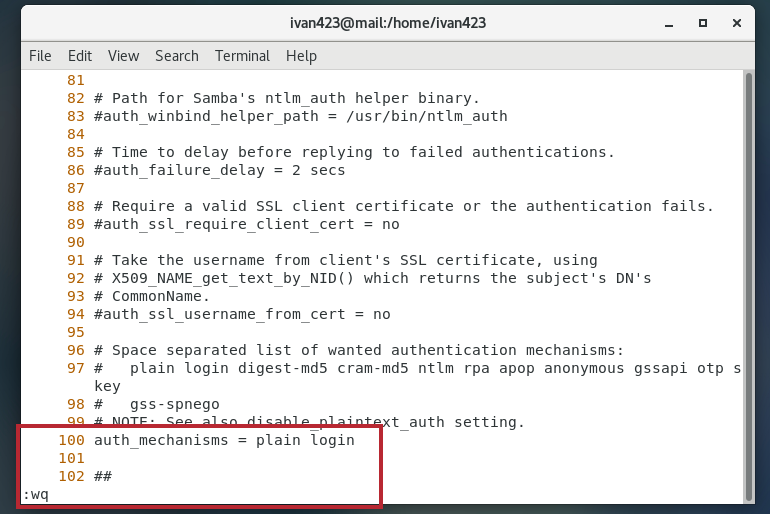 ivan423@mail:/home/ivan423
File Edit View Search Terminal Help
81
82 # Path for Samba's ntlm_auth helper binary.
83 #auth_winbind_helper_path = /usr/bin/ntlm_auth
84
85 # Time to delay before replying to failed authentications.
86 #auth_failure_delay = 2 secs
87
88 # Require a valid SSL client certificate or the authentication fails.
89 #auth_ssl_require_client_cert = no
90
91 # Take the username from client's SSL certificate, using
92 # X509_NAME_get_text_by_NID() which returns the subject's DN's
93 # CommonName.
94 #auth_ssl_username_from_cert = no
95
96 # Space separated list of wanted authentication mechanisms:
97 #   plain login digest-md5 cram-md5 ntlm rpa apop anonymous gssapi otp s
key
98 #   gss-spnego
99 # NOTE: See also disable_plaintext_auth setting.
100 auth_mechanisms = plain login
101
102 ##
:wq